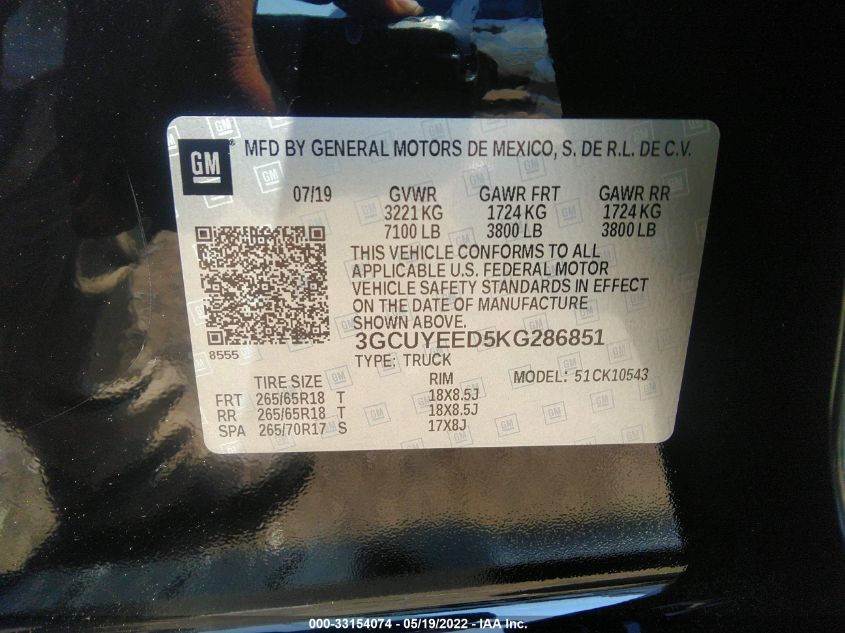 GM ® MFD BY GENERAL MOTORS DE MEXICO, S. DE R.L. DE C.V.
07/19 GVWR GAWR FRT GAWR RR
3221 KG 1724 KG 1724 KG
7100 LB 3800 LB 3800 LB
THIS VEHICLE CONFORMS TO ALL
APPLICABLE U.S. FEDERAL MOTOR
VEHICLE SAFETY STANDARDS IN EFFECT
ON THE DATE OF MANUFACTURE
SHOWN ABOVE.
8555 3GCUYEED5KG286851
TYPE: TRUCK
TIRE SIZE RIM MODEL: 51CK10543
FRT 265/65R18 T 18X8.5J
RR 265/65R18 T 18X8.5J
SPA 265/70R17 S 17X8J
000-33154074 - 05/19/2022 - IAA Inc.